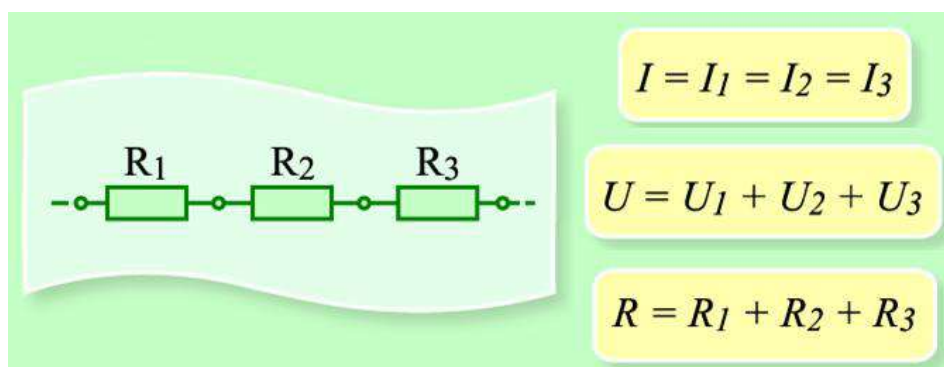 R1 R2 R3
I = I1 = I2 = I3
U = U1 + U2 + U3
R = R1 + R2 + R3